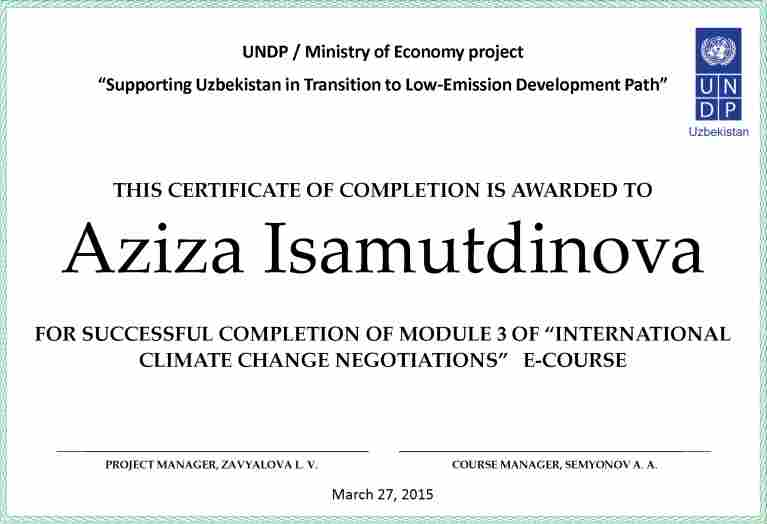 UNDP / Ministry of Economy project
“Supporting Uzbekistan in Transition to Low-Emission Development Path”
U N
D P
Uzbekistan
THIS CERTIFICATE OF COMPLETION IS AWARDED TO
Aziza Isamutdinova
FOR SUCCESSFUL COMPLETION OF MODULE 3 OF “INTERNATIONAL
CLIMATE CHANGE NEGOTIATIONS” E-COURSE
PROJECT MANAGER, ZAVYALOVA L. V.
COURSE MANAGER, SEMYONOV A. A.
March 27, 2015